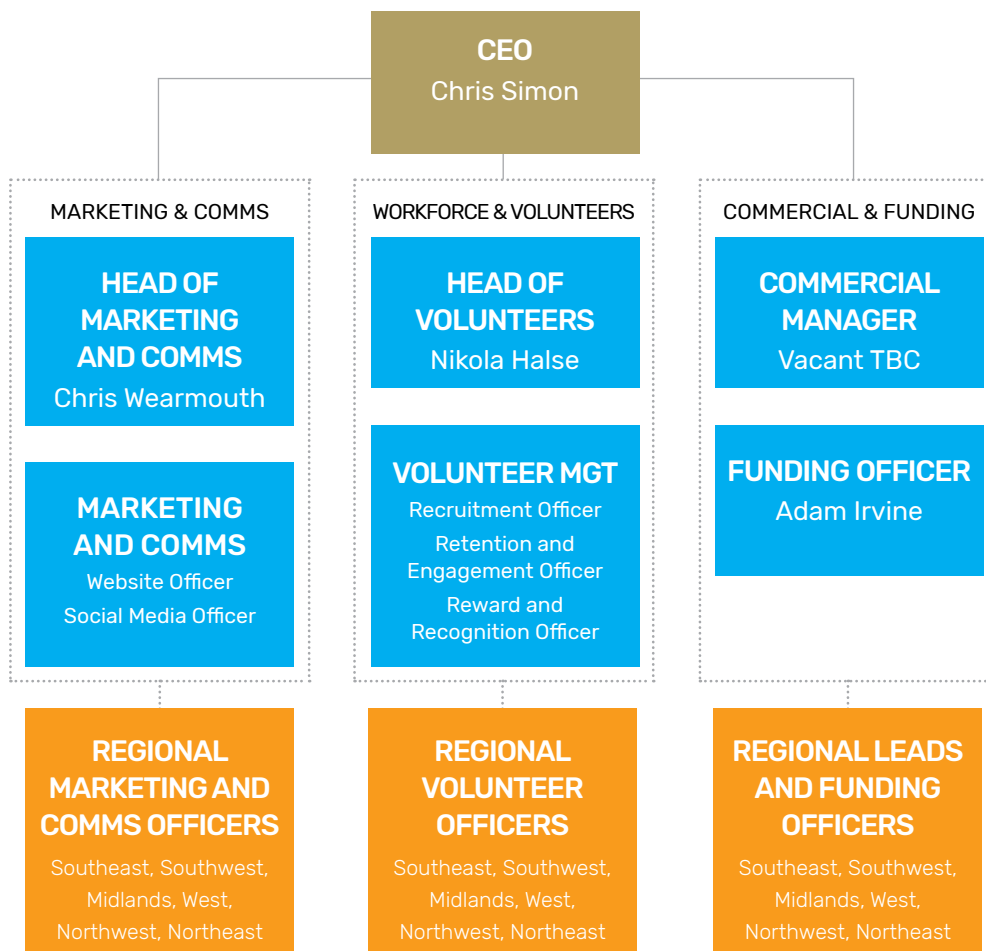 CEO
Chris Simon
MARKETING & COMMS
HEAD OF
MARKETING
AND COMMS
Chris Wearmouth
MARKETING
AND COMMS
Website Officer
Social Media Officer
REGIONAL
MARKETING AND
COMMS OFFICERS
Southeast, Southwest,
Midlands, West,
Northwest, Northeast
WORKFORCE & VOLUNTEERS
HEAD OF
VOLUNTEERS
Nikola Halse
VOLUNTEER MGT
Recruitment Officer
Retention and
Engagement Officer
Reward and
Recognition Officer
REGIONAL
VOLUNTEER
OFFICERS
Southeast, Southwest,
Midlands, West,
Northwest, Northeast
COMMERCIAL & FUNDING
COMMERCIAL
MANAGER
Vacant TBC
FUNDING OFFICER
Adam Irvine
REGIONAL LEADS
AND FUNDING
OFFICERS
Southeast, Southwest,
Midlands, West,
Northwest, Northeast